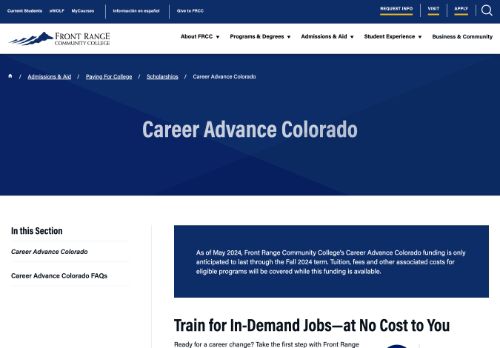 Current Students eWOLF MyCourses Información en español Give to FRCC REQUEST INFO VISIT APPLY
FRONT RANGE
COMMUNITY COLLEGE
About FRCC Programs & Degrees Admissions & Aid Student Experience Business & Community
/ Admissions & Aid / Paying For College / Scholarships / Career Advance Colorado
Career Advance Colorado
In this Section
Career Advance Colorado
Career Advance Colorado FAQs
As of May 2024, Front Range Community College's Career Advance Colorado funding is only
anticipated to last through the Fall 2024 term. Tuition, fees and other associated costs for
eligible programs will be covered while this funding is available.
Train for In-Demand Jobs—at No Cost to You
Ready for a career change? Take the first step with Front Range